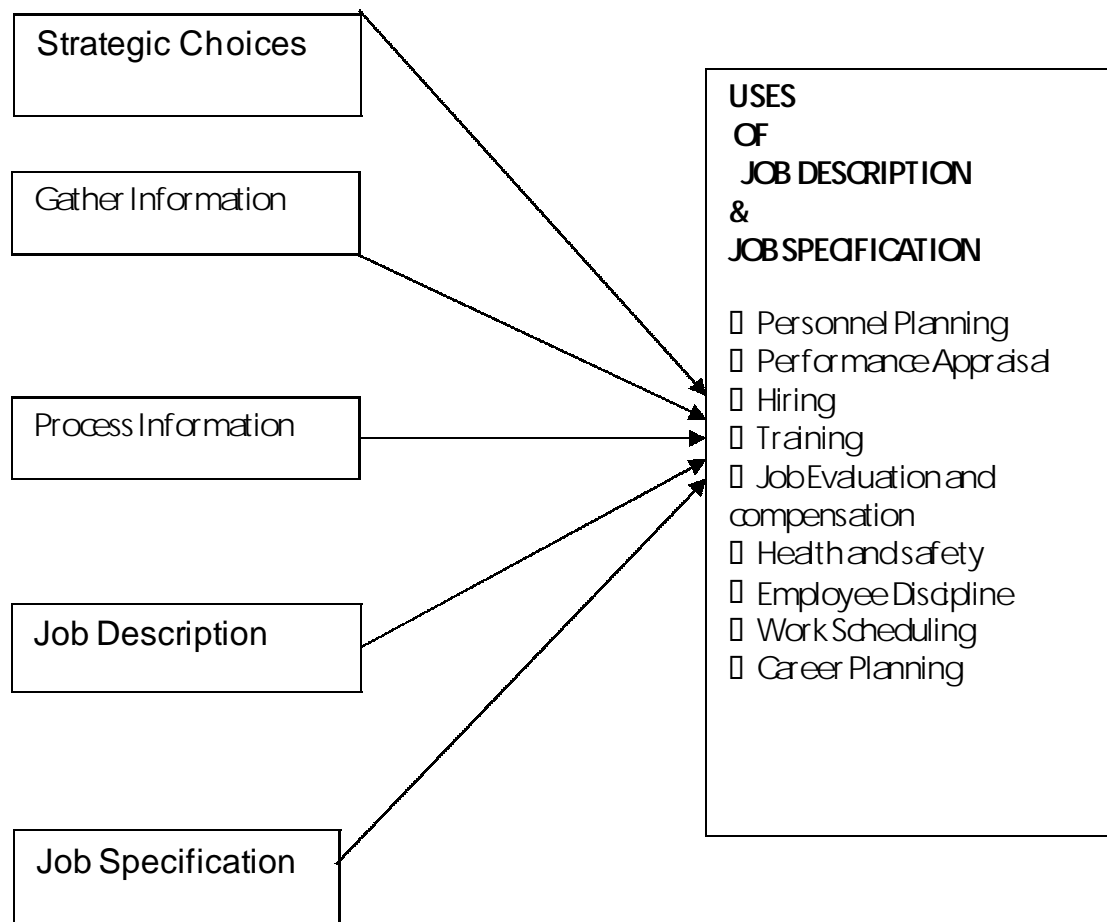 Strategic Choices
Gather Information
Process Information
Job Description
Job Specification
USES
OF
JOB DESCRIPTION
&
JOB SPECIFICATION
▯ Personnel Planning
▯ Performance Appraisal
▯ Hiring
▯ Training
▯ Job Evaluation and
compensation
▯ Health and safety
▯ Employee Discipline
▯ Work Scheduling
▯ Career Planning